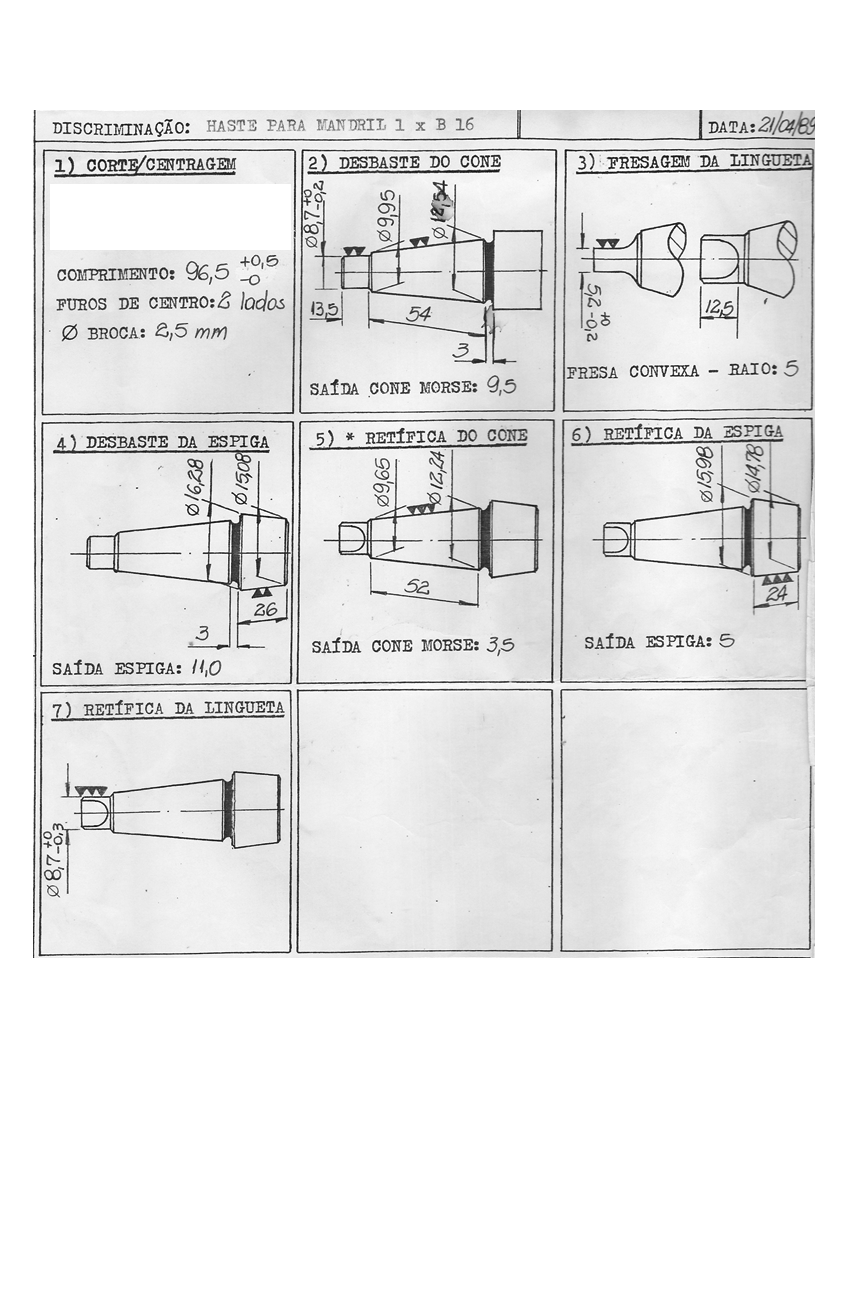 DISCRIMINAÇÃO: HASTE PARA MANDRIL 1 x B 16
DATA: 21/04/89
1) CORTE/CENTRAGEM
COMPRIMENTO: 96,5 +0,5 -0
FUROS DE CENTRO: 2 lados
Ø BROCA: 2,5 mm
2) DESBASTE DO CONE
Ø8,7 +0 -0,2
Ø9,95
Ø12,54
13,5
54
3
SAÍDA CONE MORSE: 9,5
3) FRESAGEM DA LINGUETA
5,2 +0 -0,2
12,5
FRESA CONVEXA - RAIO: 5
4) DESBASTE DA ESPIGA
Ø16,28
Ø15,08
26
3
SAÍDA ESPIGA: 11,0
5) * RETÍFICA DO CONE
Ø9,65
Ø12,24
52
SAÍDA CONE MORSE: 3,5
6) RETÍFICA DA ESPIGA
Ø15,98
Ø14,78
24
SAÍDA ESPIGA: 5
7) RETÍFICA DA LINGUETA
Ø8,7 +0 -0,3